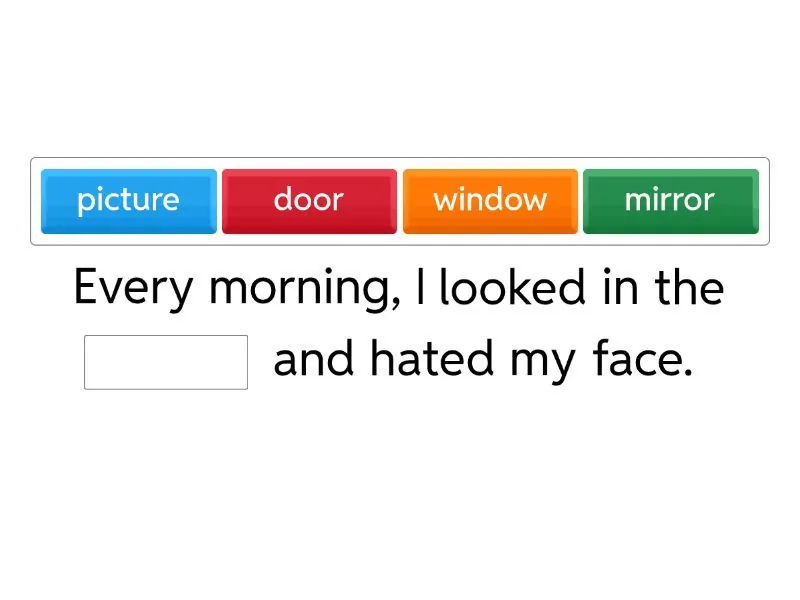 picture door window mirror
Every morning, I looked in the
and hated my face.